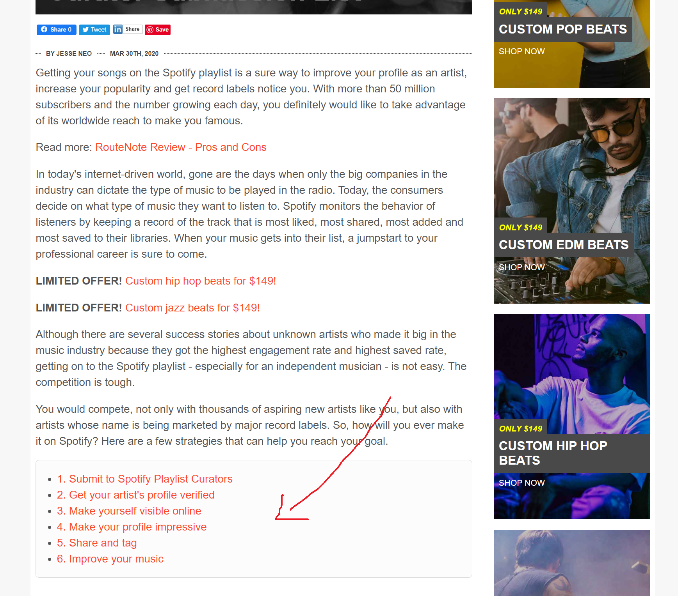 Share 0 Tweet Share Save
BY JESSE NEO --- MAR 30TH, 2020
Getting your songs on the Spotify playlist is a sure way to improve your profile as an artist,
increase your popularity and get record labels notice you. With more than 50 million
subscribers and the number growing each day, you definitely would like to take advantage
of its worldwide reach to make you famous.
Read more: RouteNote Review - Pros and Cons
In today's internet-driven world, gone are the days when only the big companies in the
industry can dictate the type of music to be played in the radio. Today, the consumers
decide on what type of music they want to listen to. Spotify monitors the behavior of
listeners by keeping a record of the track that is most liked, most shared, most added and
most saved to their libraries. When your music gets into their list, a jumpstart to your
professional career is sure to come.
LIMITED OFFER! Custom hip hop beats for $149!
LIMITED OFFER! Custom jazz beats for $149!
Although there are several success stories about unknown artists who made it big in the
music industry because they got the highest engagement rate and highest saved rate,
getting on to the Spotify playlist - especially for an independent musician - is not easy. The
competition is tough.
You would compete, not only with thousands of aspiring new artists like you, but also with
artists whose name is being marketed by major record labels. So, how will you ever make
it on Spotify? Here are a few strategies that can help you reach your goal.
1. Submit to Spotify Playlist Curators
2. Get your artist's profile verified
3. Make yourself visible online
4. Make your profile impressive
5. Share and tag
6. Improve your music
ONLY $149
CUSTOM POP BEATS
SHOP NOW
ONLY $149
CUSTOM EDM BEATS
SHOP NOW
ONLY $149
CUSTOM HIP HOP
BEATS
SHOP NOW